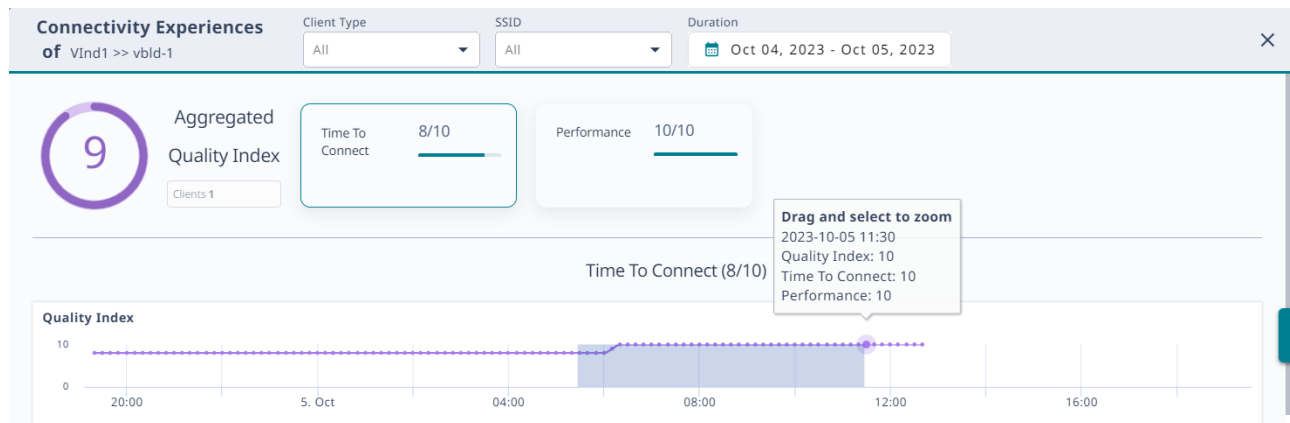 Connectivity Experiences
of VInd1 >> vbld-1
Client Type
All
SSID
All
Duration
Oct 04, 2023 - Oct 05, 2023
9
Aggregated
Quality Index
Clients 1
Time To
Connect
8/10
Performance
10/10
Drag and select to zoom
2023-10-05 11:30
Quality Index: 10
Time To Connect: 10
Performance: 10
Time To Connect (8/10)
Quality Index
10
0
20:00
5. Oct
04:00
08:00
12:00
16:00